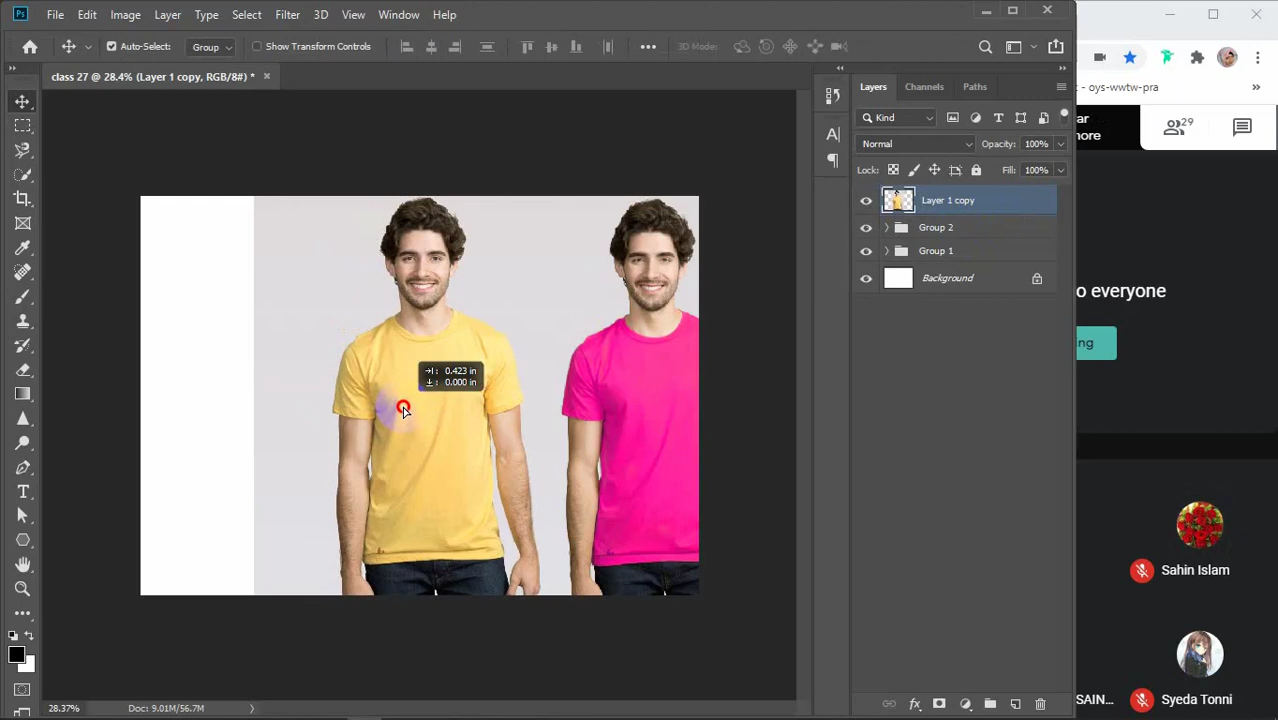 Ps File Edit Image Layer Type Select Filter 3D View Window Help
Auto-Select: Group Show Transform Controls 3D Mode:
class 27 @ 28.4% (Layer 1 copy, RGB/8#) * ×
Layers Channels Paths
Kind
Normal Opacity: 100%
Lock: Fill: 100%
Layer 1 copy
Group 2
Group 1
Background
0.423 in
0.000 in
28.37% Doc: 9.01M/56.7M
- oys-wwtw-pra
ar
more
29
o everyone
ng
Sahin Islam
SAIN... Syeda Tonni